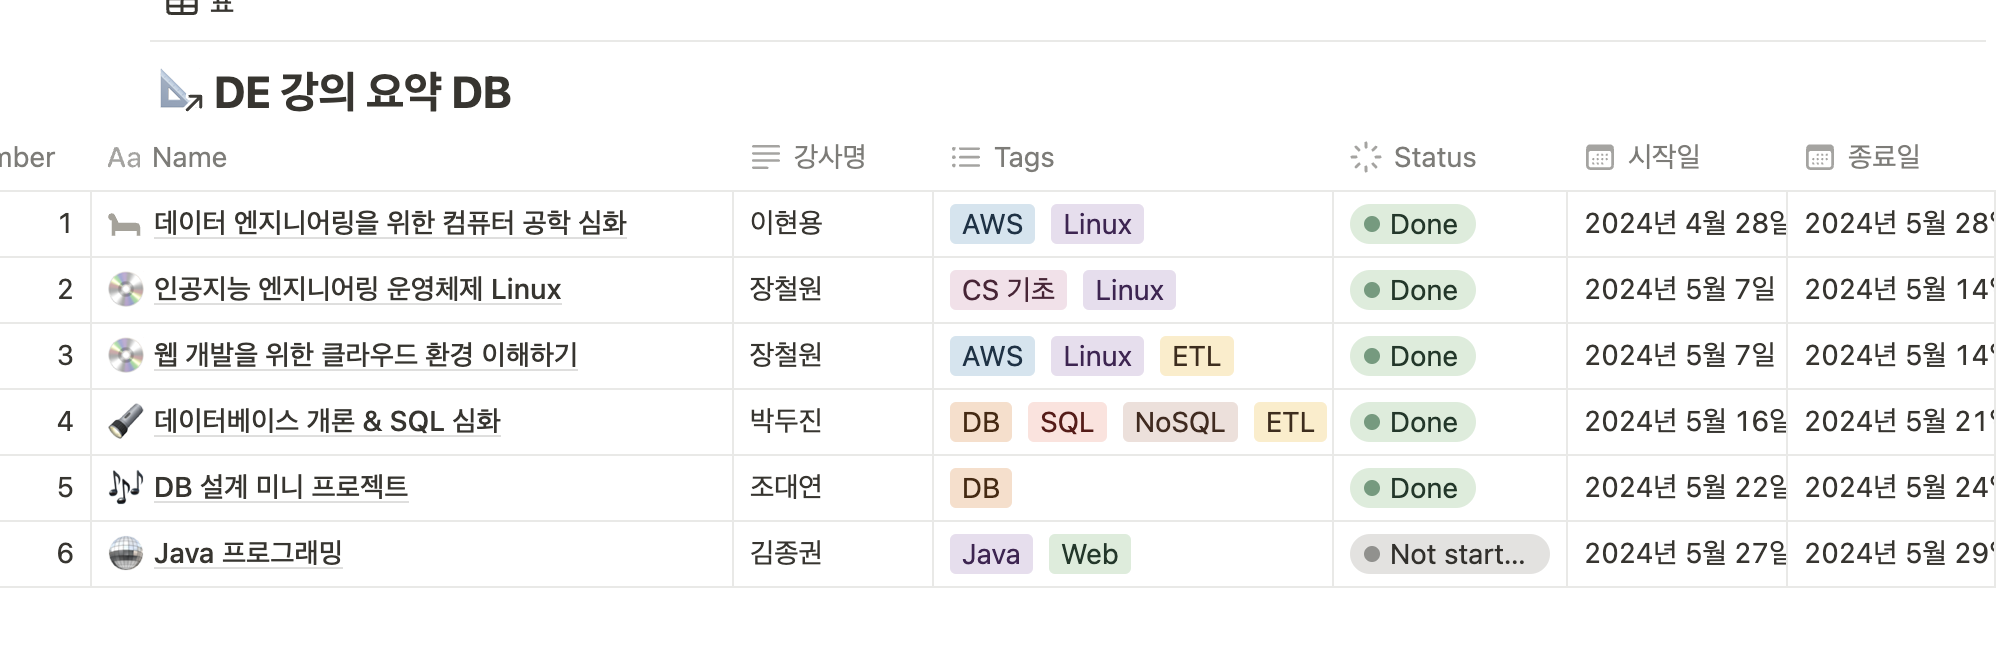 표
DE 강의 요약 DB
mber Aa Name 강사명 Tags Status 시작일 종료일
1 데이터 엔지니어링을 위한 컴퓨터 공학 심화 이현용 AWS Linux Done 2024년 4월 28일 2024년 5월 28
2 인공지능 엔지니어링 운영체제 Linux 장철원 CS 기초 Linux Done 2024년 5월 7일 2024년 5월 14
3 웹 개발을 위한 클라우드 환경 이해하기 장철원 AWS Linux ETL Done 2024년 5월 7일 2024년 5월 14
4 데이터베이스 개론 & SQL 심화 박두진 DB SQL NoSQL ETL Done 2024년 5월 16일 2024년 5월 21
5 DB 설계 미니 프로젝트 조대연 DB Done 2024년 5월 22일 2024년 5월 24
6 Java 프로그래밍 김종권 Java Web Not start... 2024년 5월 27일 2024년 5월 29